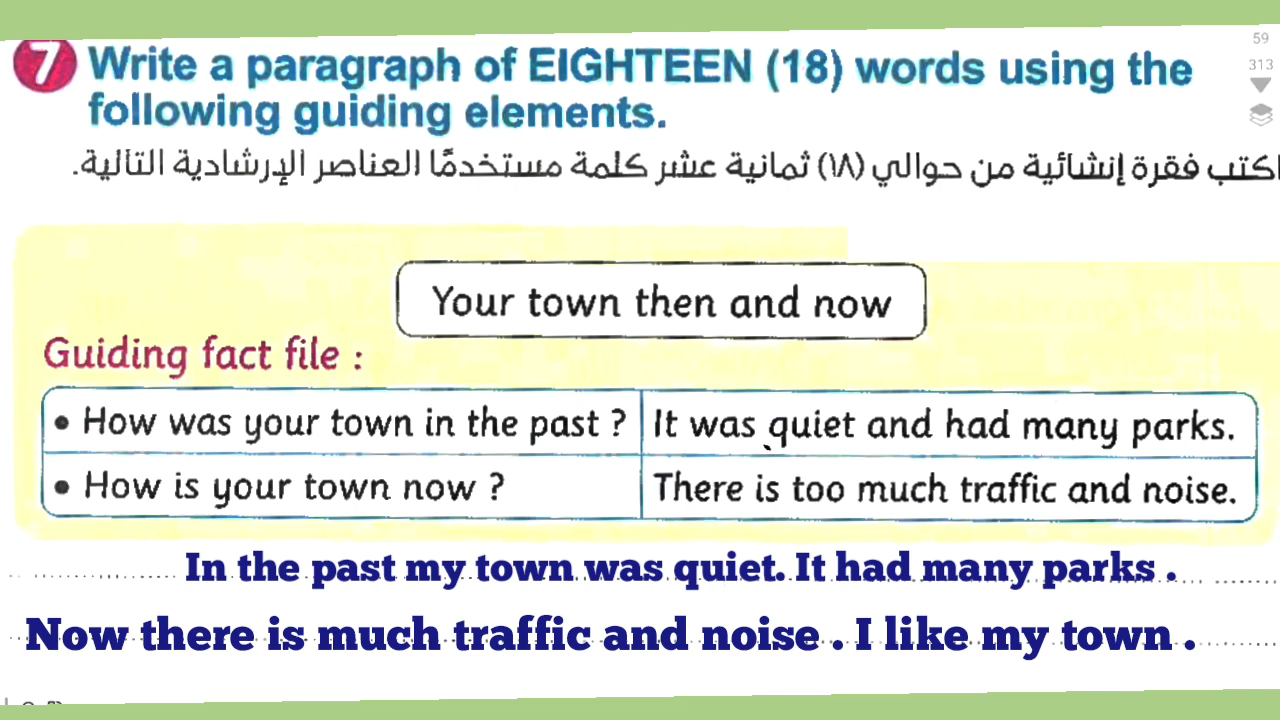 7 Write a paragraph of EIGHTEEN (18) words using the
following guiding elements.
اكتب فقرة إنشائية من حوالي (١٨) ثمانية عشر كلمة مستخدمًا العناصر الإرشادية التالية.
59
313
Your town then and now
Guiding fact file :
• How was your town in the past ? It was quiet and had many parks.
• How is your town now ? There is too much traffic and noise.
In the past my town was quiet. It had many parks .
Now there is much traffic and noise . I like my town .